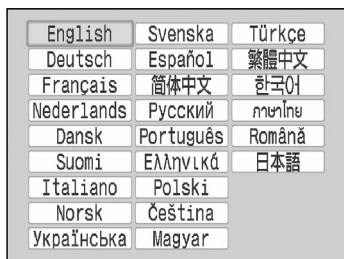 English Svenska Türkçe
Deutsch Español 繁體中文
Français 简体中文 한국어
Nederlands Русский ภาษาไทย
Dansk Português Română
Suomi Ελληνικά 日本語
Italiano Polski
Norsk Čeština
Українська Magyar